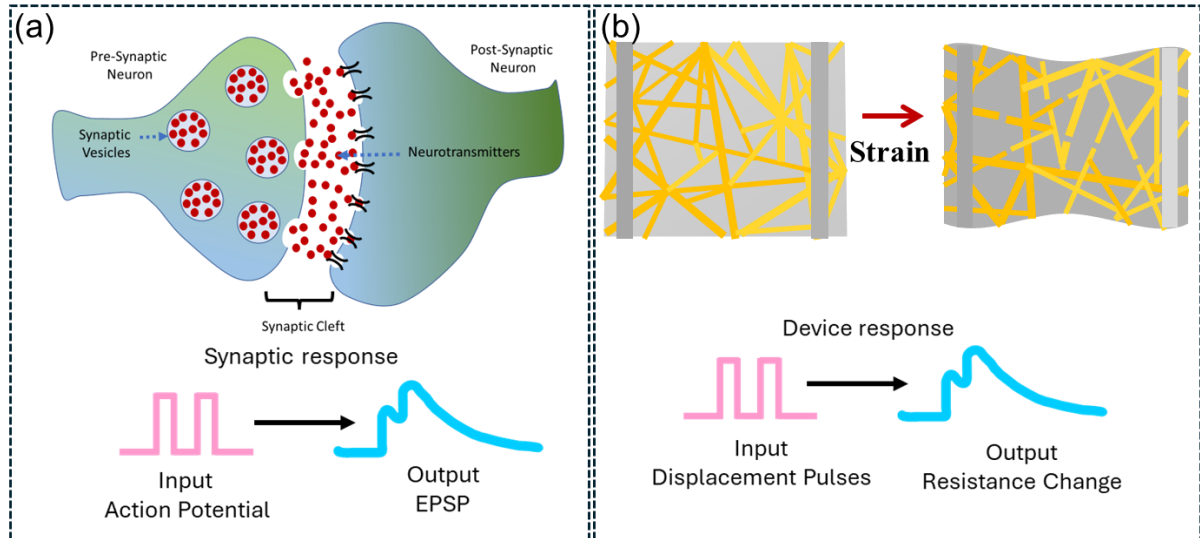 (a)
Pre-Synaptic
Neuron
Post-Synaptic
Neuron
Synaptic
Vesicles
Neurotransmitters
Synaptic Cleft
Synaptic response
Input
Action Potential
Output
EPSP
(b)
Strain
Device response
Input
Displacement Pulses
Output
Resistance Change